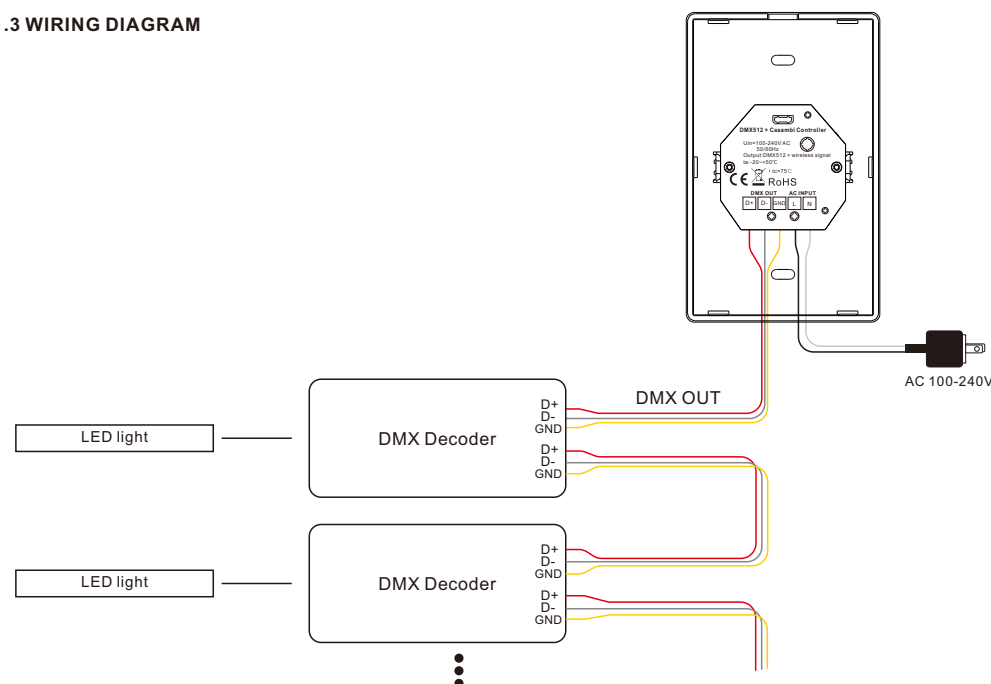 .3 WIRING DIAGRAM
DMX512 + Casambi Controller
Uin=100-240V AC
50/60Hz
Output:DMX512 + wireless signal
ta:-20~+50℃
tc=75℃
CE RoHS
DMX OUT AC INPUT
D+ D- GND L N
AC 100-240V
DMX OUT
LED light
DMX Decoder
D+
D-
GND
D+
D-
GND
LED light
DMX Decoder
D+
D-
GND
D+
D-
GND